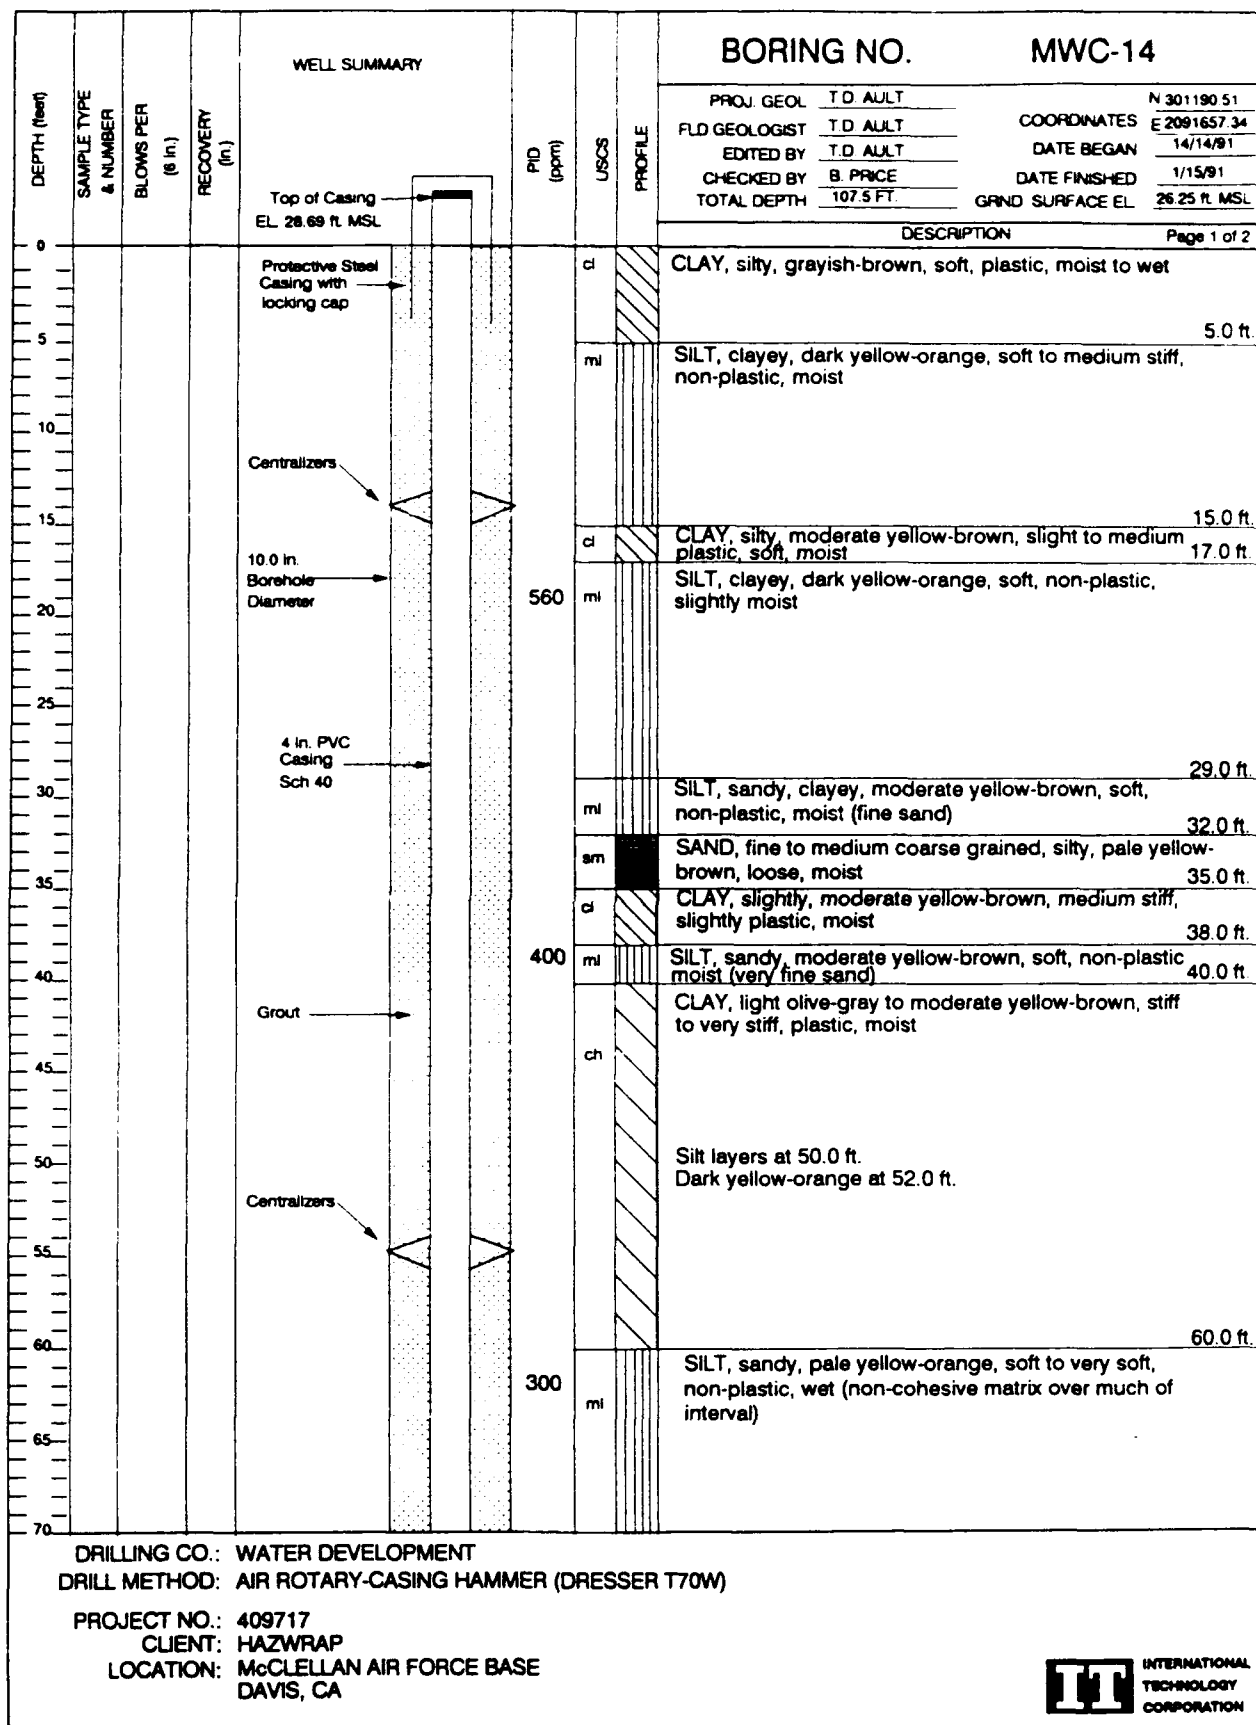 BORING NO. MWC-14
WELL SUMMARY
DEPTH (feet)
SAMPLE TYPE
& NUMBER
BLOWS PER
(6 in.)
RECOVERY
(in.)
PID
(ppm)
USCS
PROFILE
PROJ. GEOL T.D. AULT
FLD GEOLOGIST T.D. AULT
EDITED BY T.D. AULT
CHECKED BY B. PRICE
TOTAL DEPTH 107.5 FT.
N 301190.51
COORDINATES E 2091657.34
DATE BEGAN 14/14/91
DATE FINISHED 1/15/91
GRND SURFACE EL 26.25 ft. MSL
DESCRIPTION Page 1 of 2
Top of Casing
EL. 28.69 ft. MSL
0
Protective Steel
Casing with
locking cap
cl CLAY, silty, grayish-brown, soft, plastic, moist to wet
5.0 ft.
5
ml SILT, clayey, dark yellow-orange, soft to medium stiff,
non-plastic, moist
10
Centralizers
15.0 ft.
15
cl CLAY, silty, moderate yellow-brown, slight to medium
plastic, soft, moist 17.0 ft.
10.0 in.
Borehole
Diameter
560 ml SILT, clayey, dark yellow-orange, soft, non-plastic,
slightly moist
20
25
4 in. PVC
Casing
Sch 40
29.0 ft.
30
ml SILT, sandy, clayey, moderate yellow-brown, soft,
non-plastic, moist (fine sand)
32.0 ft.
sm SAND, fine to medium coarse grained, silty, pale yellow-
brown, loose, moist 35.0 ft.
35
cl CLAY, slightly, moderate yellow-brown, medium stiff,
slightly plastic, moist
38.0 ft.
400 ml SILT, sandy, moderate yellow-brown, soft, non-plastic
moist (very fine sand) 40.0 ft.
40
Grout
ch CLAY, light olive-gray to moderate yellow-brown, stiff
to very stiff, plastic, moist
45
50
Silt layers at 50.0 ft.
Dark yellow-orange at 52.0 ft.
Centralizers
55
60.0 ft.
60
300 ml SILT, sandy, pale yellow-orange, soft to very soft,
non-plastic, wet (non-cohesive matrix over much of
interval)
65
70
DRILLING CO.: WATER DEVELOPMENT
DRILL METHOD: AIR ROTARY-CASING HAMMER (DRESSER T70W)
PROJECT NO.: 409717
CLIENT: HAZWRAP
LOCATION: McCLELLAN AIR FORCE BASE
DAVIS, CA
IT INTERNATIONAL
TECHNOLOGY
CORPORATION